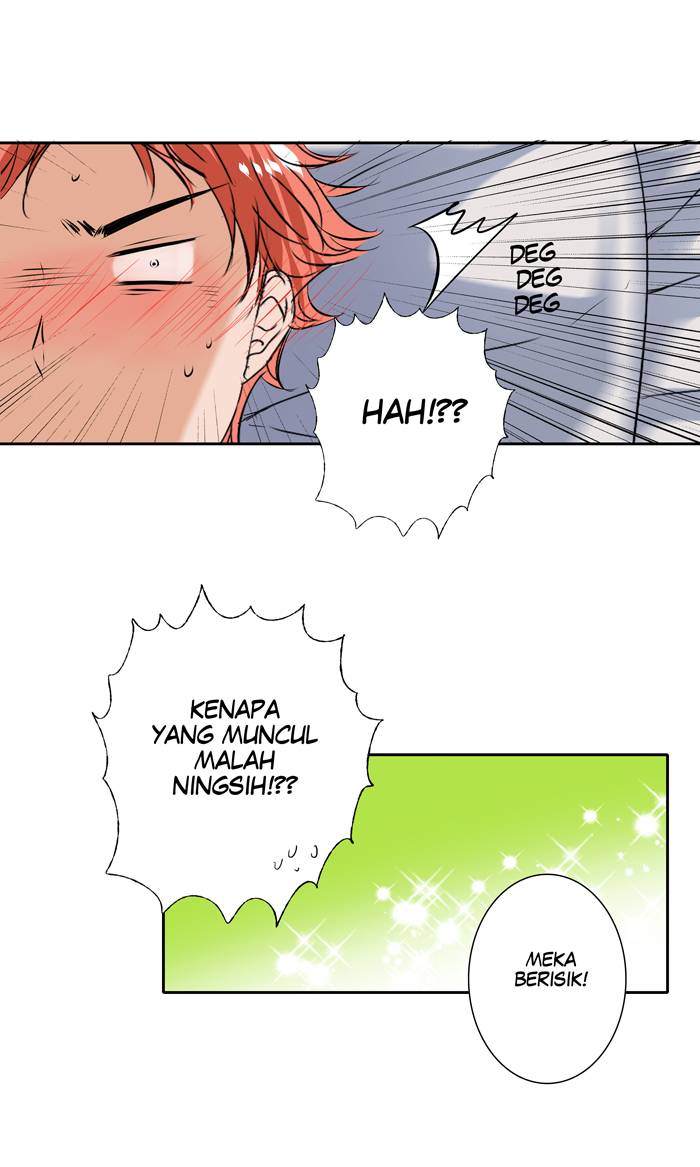 DEG
DEG
DEG
HAH!??
KENAPA
YANG MUNCUL
MALAH
NINGSIH!??
MEKA
BERISIK!